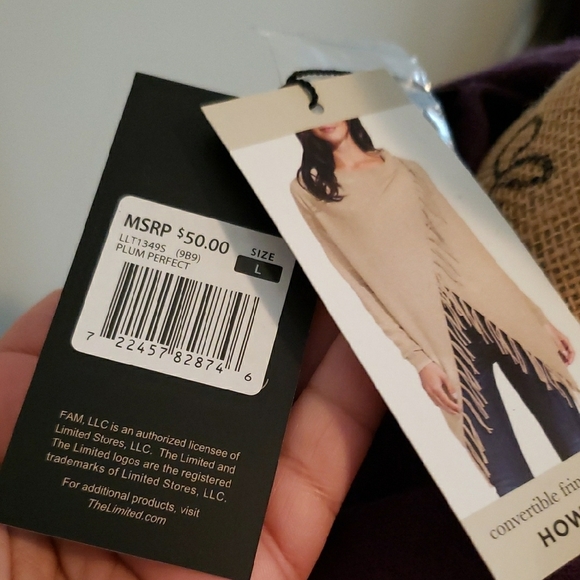 MSRP $50.00
LLT1349S (9B9)
PLUM PERFECT
SIZE
L
7 22457 82874 6
FAM, LLC is an authorized licensee of
Limited Stores, LLC. The Limited and
The Limited logos are the registered
trademarks of Limited Stores, LLC.
For additional products, visit
TheLimited.com
convertible frin
HOW